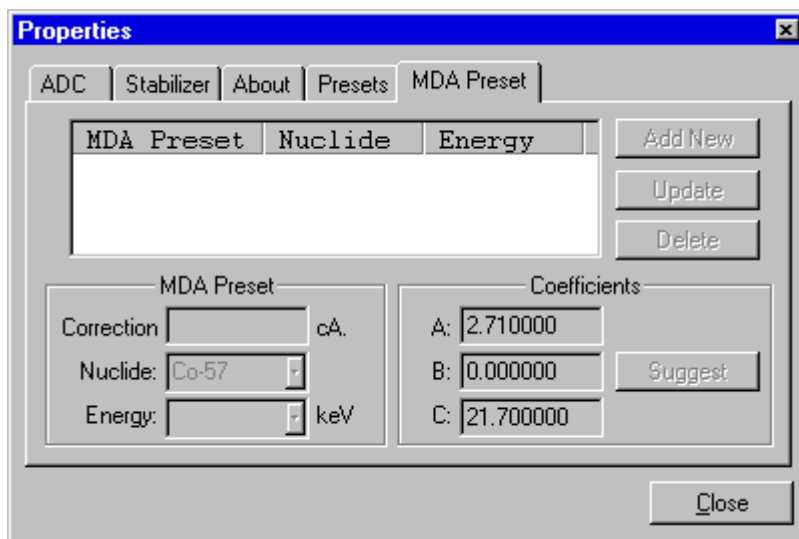 Properties
ADC Stabilizer About Presets MDA Preset
MDA Preset Nuclide Energy
Add New
Update
Delete
MDA Preset
Correction cA.
Nuclide: Co-57
Energy: keV
Coefficients
A: 2.710000
B: 0.000000
C: 21.700000
Suggest
Close